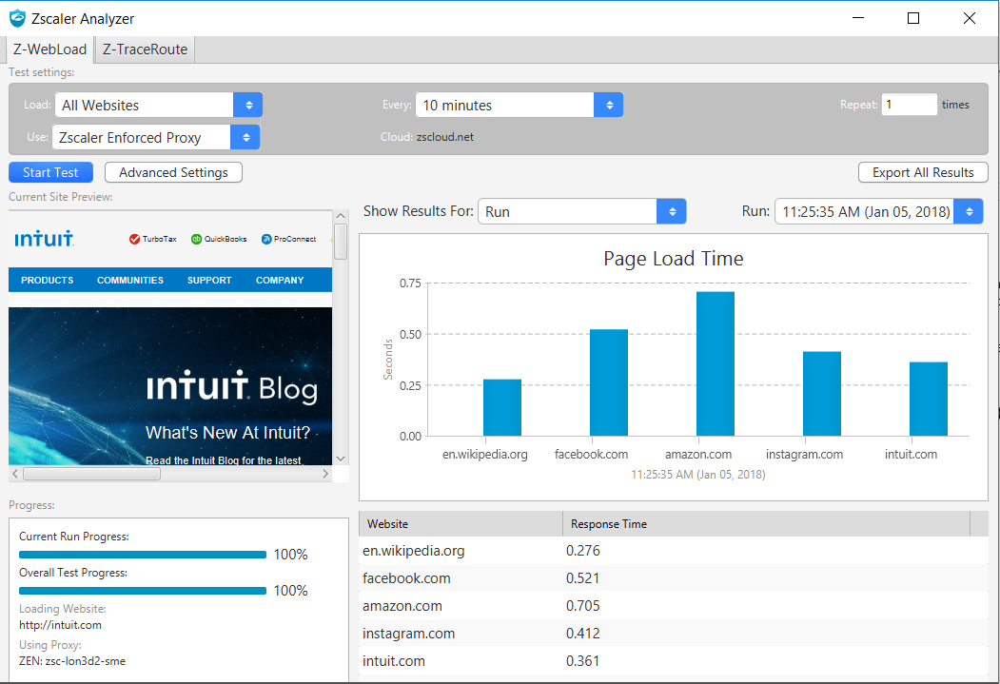 Zscaler Analyzer
Z-WebLoad Z-TraceRoute
Test settings:
Load: All Websites Every: 10 minutes Repeat: 1 times
Use: Zscaler Enforced Proxy Cloud: zscloud.net
Start Test Advanced Settings Export All Results
Current Site Preview:
Show Results For: Run Run: 11:25:35 AM (Jan 05, 2018)
intuit. TurboTax qb QuickBooks ProConnect
PRODUCTS COMMUNITIES SUPPORT COMPANY
intuit. Blog
What's New At Intuit?
Read the Intuit Blog for the latest
Page Load Time
Seconds
0.75
0.50
0.25
0.00
en.wikipedia.org facebook.com amazon.com instagram.com intuit.com
11:25:35 AM (Jan 05, 2018)
Progress:
Current Run Progress:
100%
Overall Test Progress:
100%
Loading Website:
http://intuit.com
Using Proxy:
ZEN: zsc-lon3d2-sme
Website Response Time
en.wikipedia.org 0.276
facebook.com 0.521
amazon.com 0.705
instagram.com 0.412
intuit.com 0.361